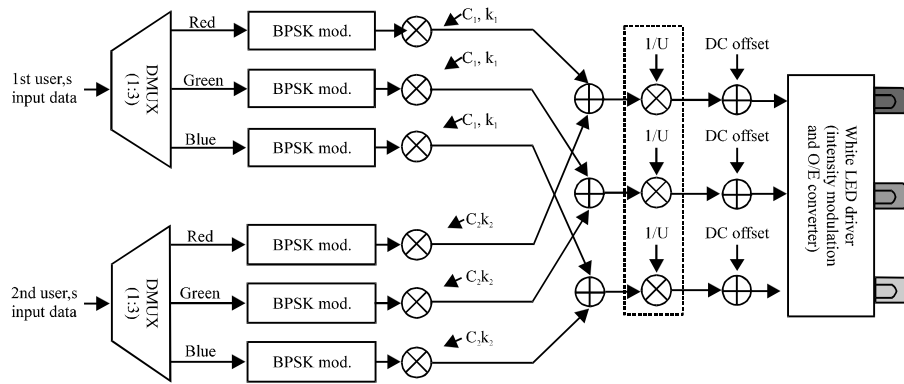 Red
BPSK mod.
C₁, k₁
1/U
DC offset
1st user,s
input data
DMUX
(1:3)
Green
BPSK mod.
C₁, k₁
Blue
BPSK mod.
C₁, k₁
1/U
DC offset
White LED driver
(intensity modulation
and O/E converter)
2nd user,s
input data
DMUX
(1:3)
Red
BPSK mod.
C₂k₂
1/U
DC offset
Green
BPSK mod.
C₂k₂
Blue
BPSK mod.
C₂k₂